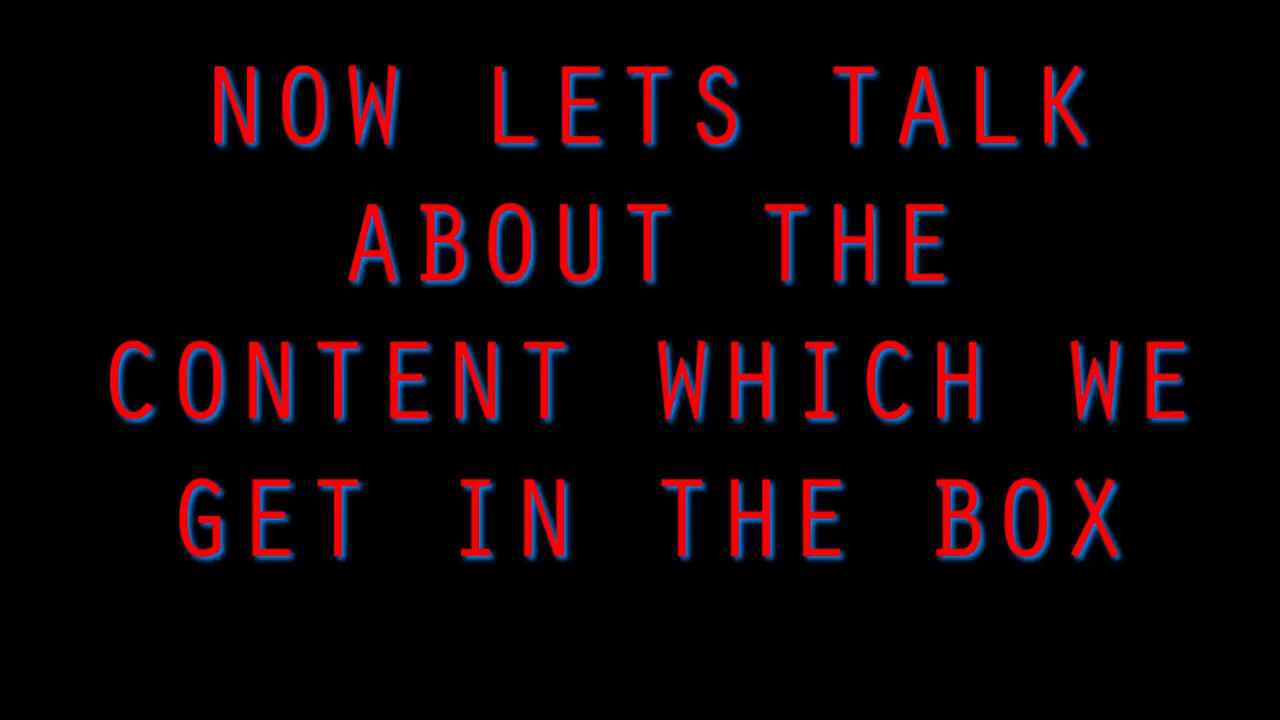 NOW LETS TALK
ABOUT THE
CONTENT WHICH WE
GET IN THE BOX